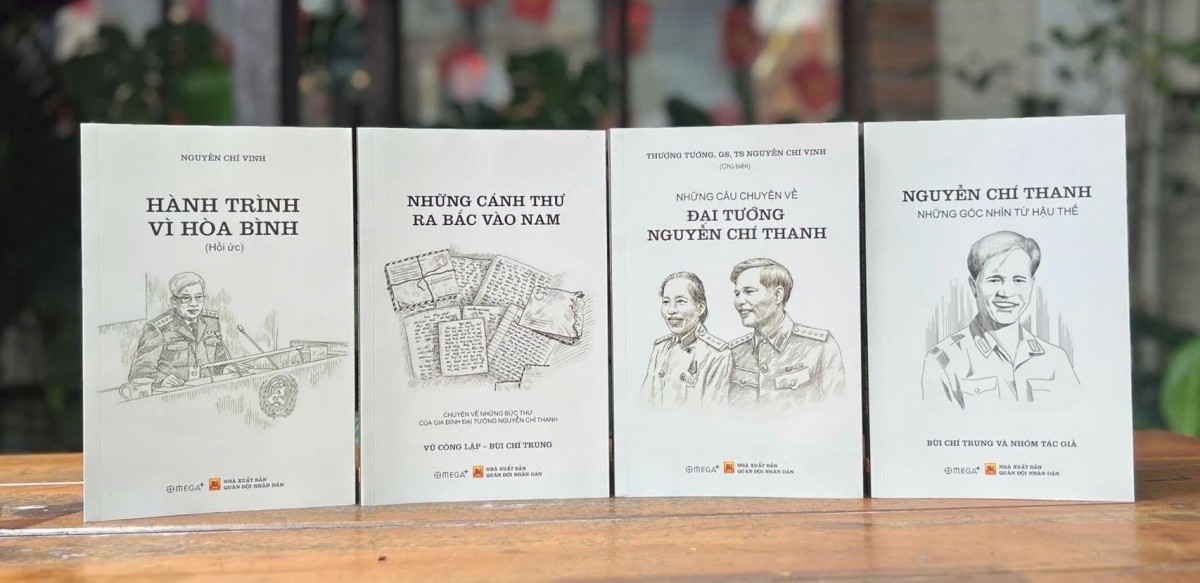 NGUYỄN CHÍ VỊNH
HÀNH TRÌNH
VÌ HÒA BÌNH
(Hồi ức)
OMEGA+
NHÀ XUẤT BẢN
QUÂN ĐỘI NHÂN DÂN
NHỮNG CÁNH THƯ
RA BẮC VÀO NAM
CHUYỆN VỀ NHỮNG BỨC THƯ
CỦA GIA ĐÌNH ĐẠI TƯỚNG NGUYỄN CHÍ THANH
VŨ CÔNG LẬP – BÙI CHÍ TRUNG
OMEGA+
NHÀ XUẤT BẢN
QUÂN ĐỘI NHÂN DÂN
THƯỢNG TƯỚNG, GS, TS NGUYỄN CHÍ VỊNH
(Chủ biên)
NHỮNG CÂU CHUYỆN VỀ
ĐẠI TƯỚNG
NGUYỄN CHÍ THANH
OMEGA+
NHÀ XUẤT BẢN
QUÂN ĐỘI NHÂN DÂN
NGUYỄN CHÍ THANH
NHỮNG GÓC NHÌN TỪ HẬU THẾ
BÙI CHÍ TRUNG VÀ NHÓM TÁC GIẢ
OMEGA+
NHÀ XUẤT BẢN
QUÂN ĐỘI NHÂN DÂN